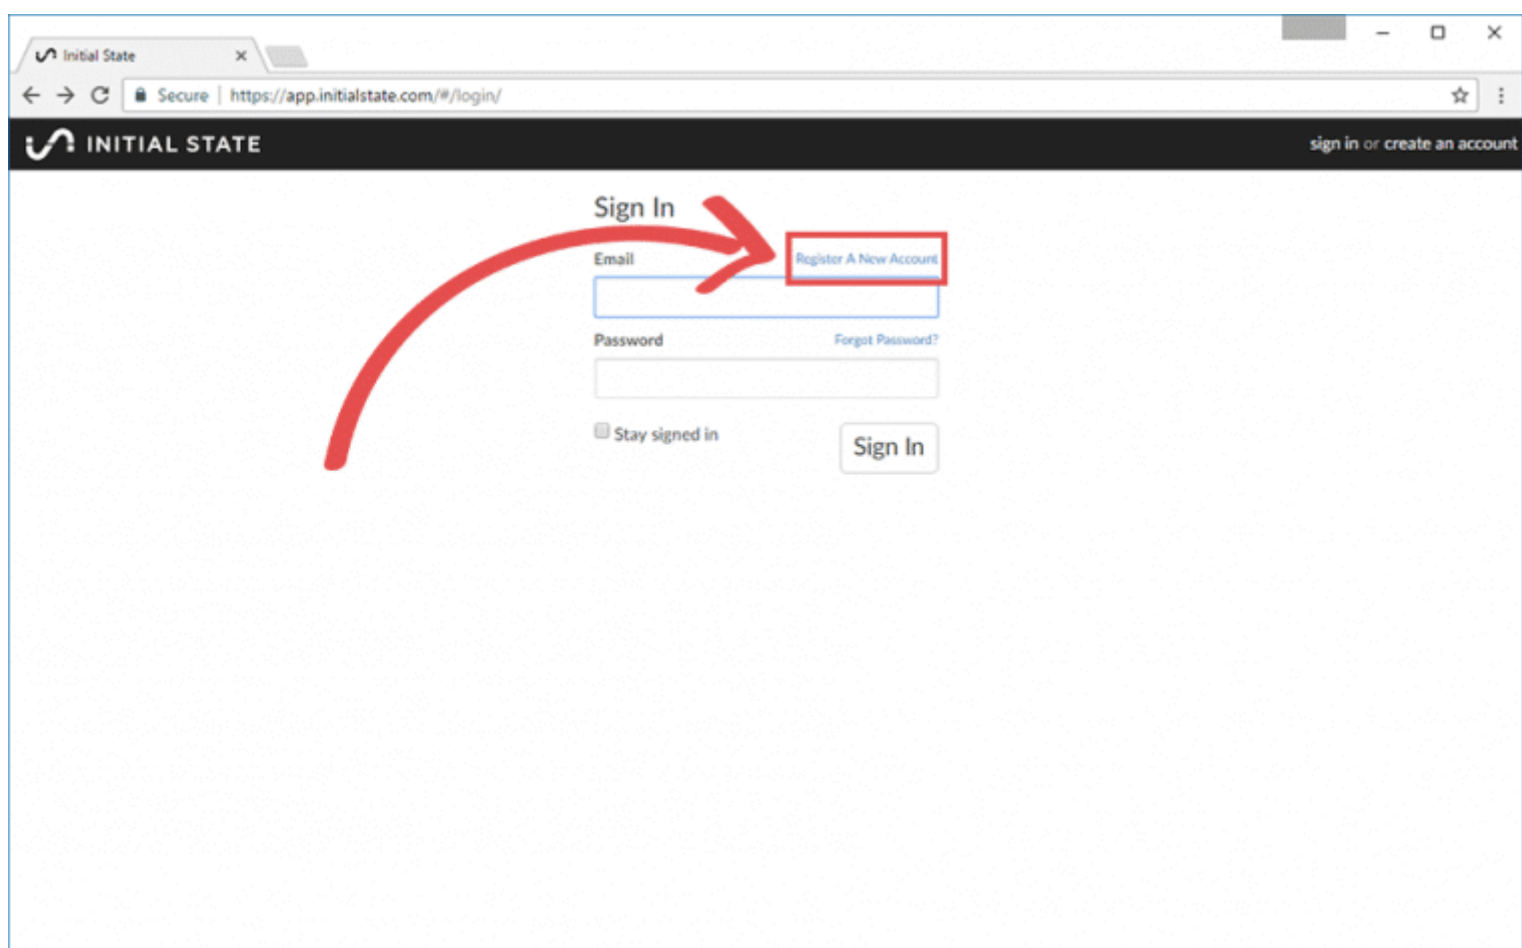 Initial State
Secure | https://app.initialstate.com/#/login/
INITIAL STATE
sign in or create an account
Sign In
Email
Register A New Account
Password
Forgot Password?
Stay signed in
Sign In